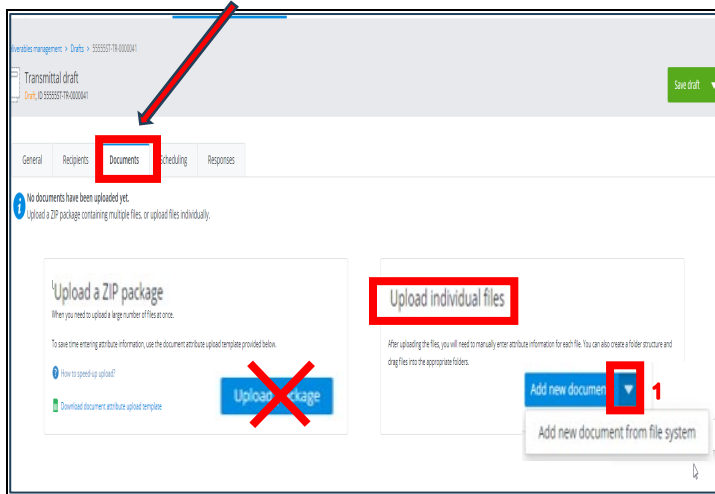 liverables management > Drafts > 55555ST-TR-0000041
Transmittal draft
Draft, ID 55555ST-TR-0000041
Save draft
General Recipients Documents Scheduling Responses
No documents have been uploaded yet.
Upload a ZIP package containing multiple files, or upload files individually.
Upload a ZIP package
When you need to upload a large number of files at once.
To save time entering attribute information, use the document attribute upload template provided below.
How to speed-up upload?
Download document attribute upload template
Upload package
Upload individual files
After uploading the files, you will need to manually enter attribute information for each file. You can also create a folder structure and
drag files into the appropriate folders.
Add new document
1
Add new document from file system